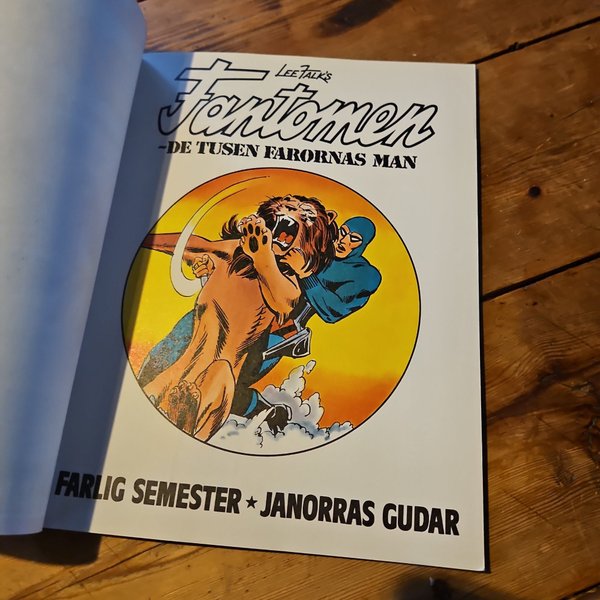 LEE FALK'S
Fantomen
-DE TUSEN FARORNAS MAN
FARLIG SEMESTER ★ JANORRAS GUDAR